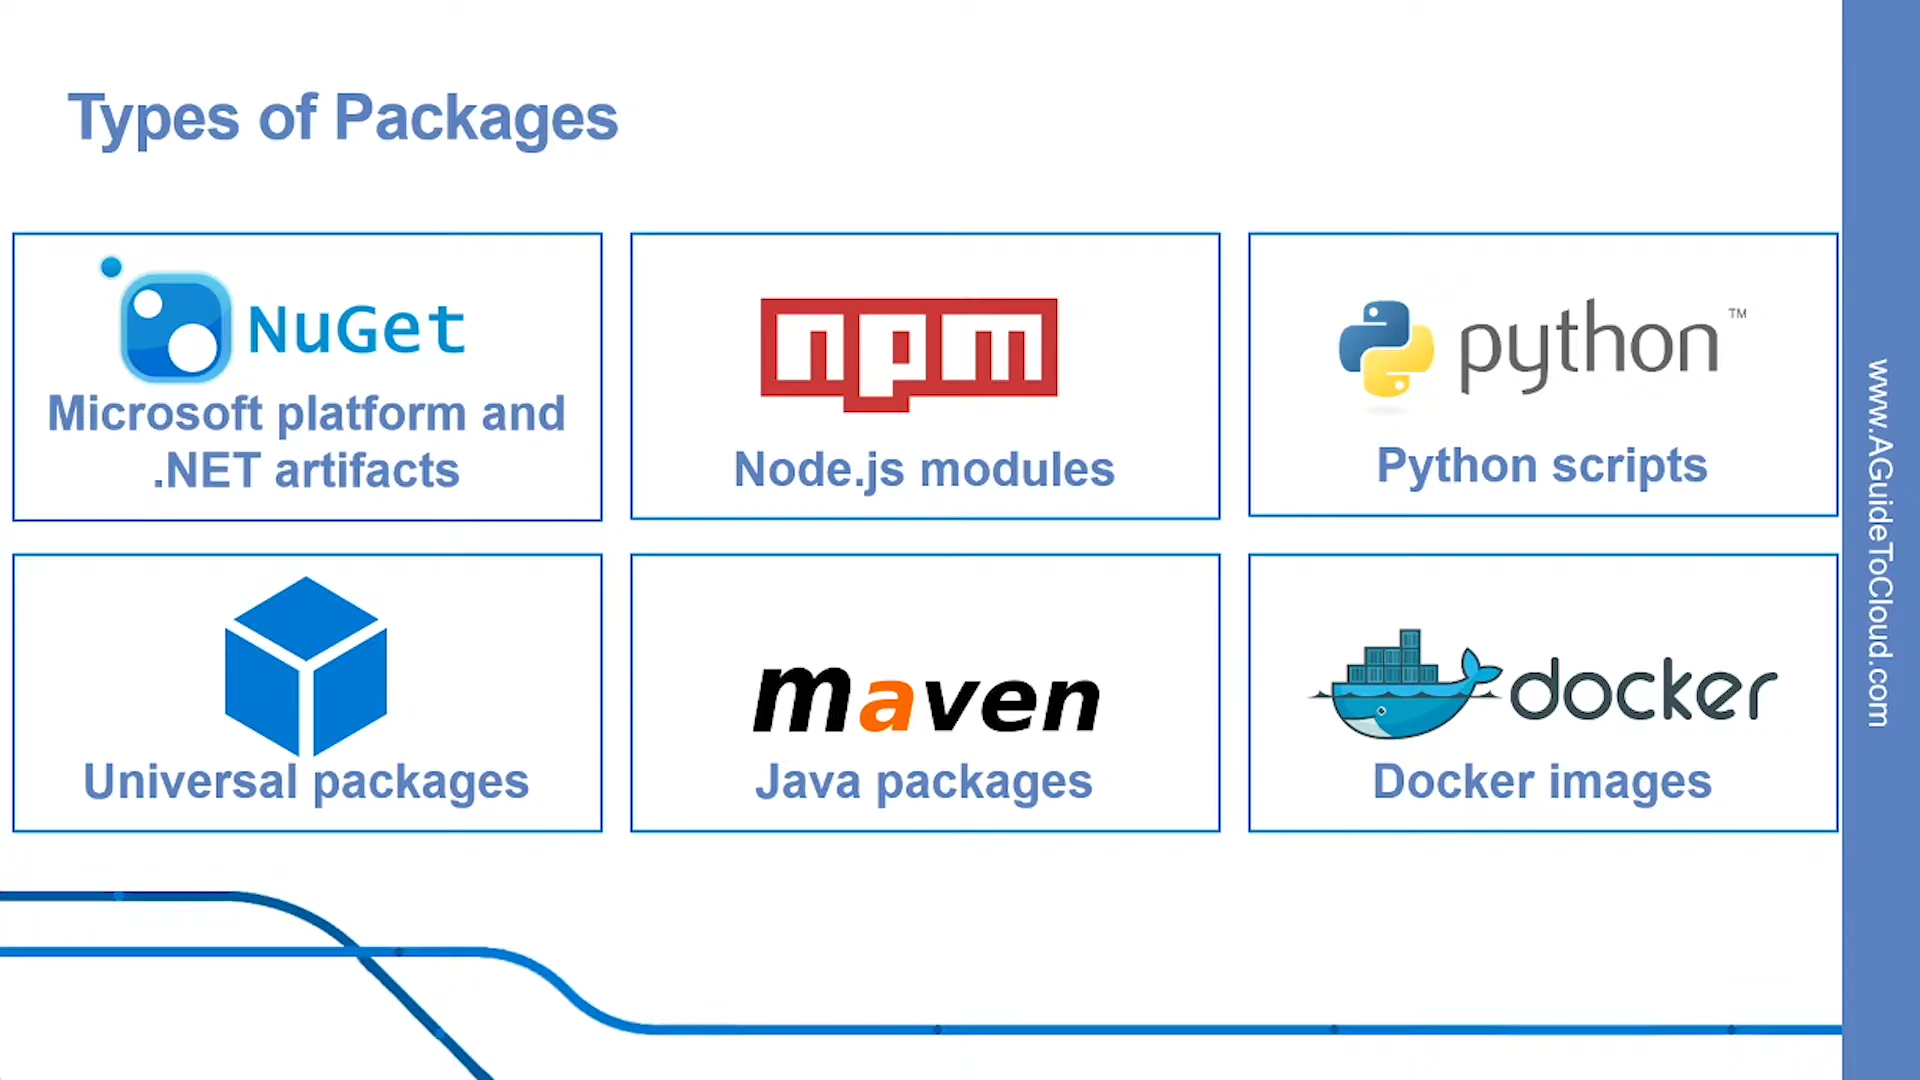 Types of Packages
NuGet
Microsoft platform and
.NET artifacts
npm
Node.js modules
python™
Python scripts
Universal packages
maven
Java packages
docker
Docker images
www.AGuideToCloud.com